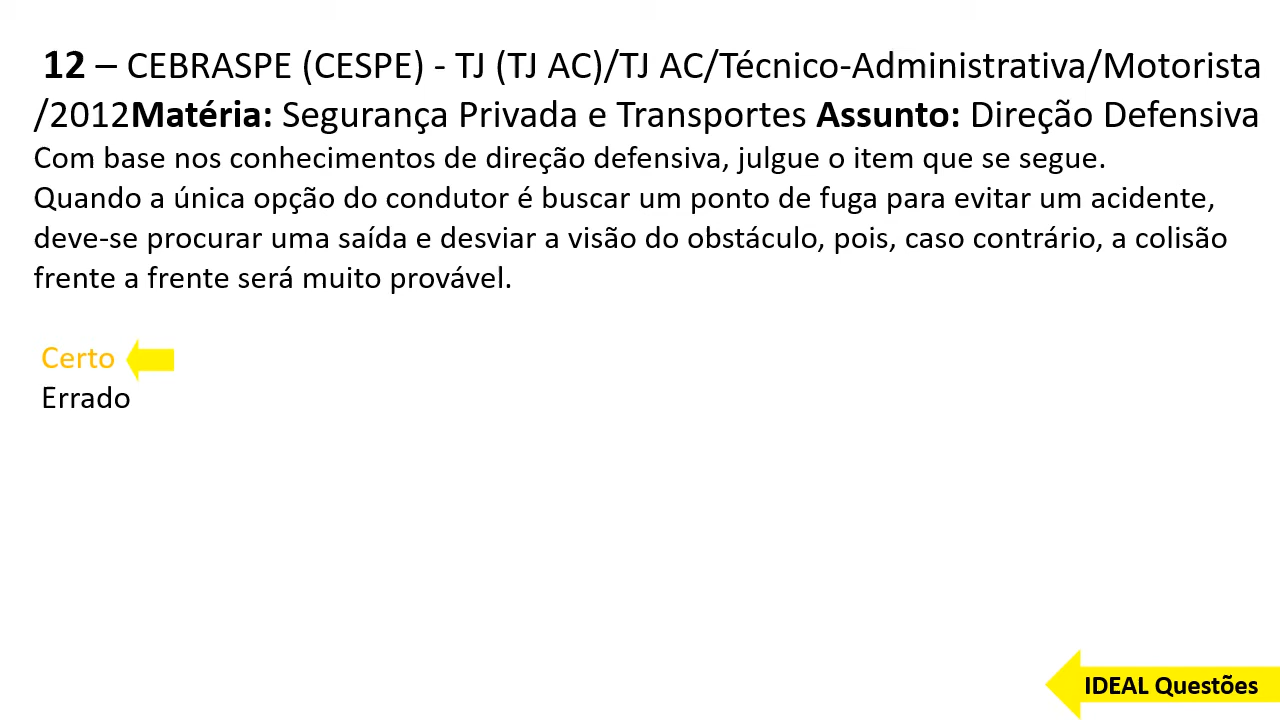 12 – CEBRASPE (CESPE) - TJ (TJ AC)/TJ AC/Técnico-Administrativa/Motorista
/2012Matéria: Segurança Privada e Transportes Assunto: Direção Defensiva
Com base nos conhecimentos de direção defensiva, julgue o item que se segue.
Quando a única opção do condutor é buscar um ponto de fuga para evitar um acidente,
deve-se procurar uma saída e desviar a visão do obstáculo, pois, caso contrário, a colisão
frente a frente será muito provável.
Certo
Errado
IDEAL Questões